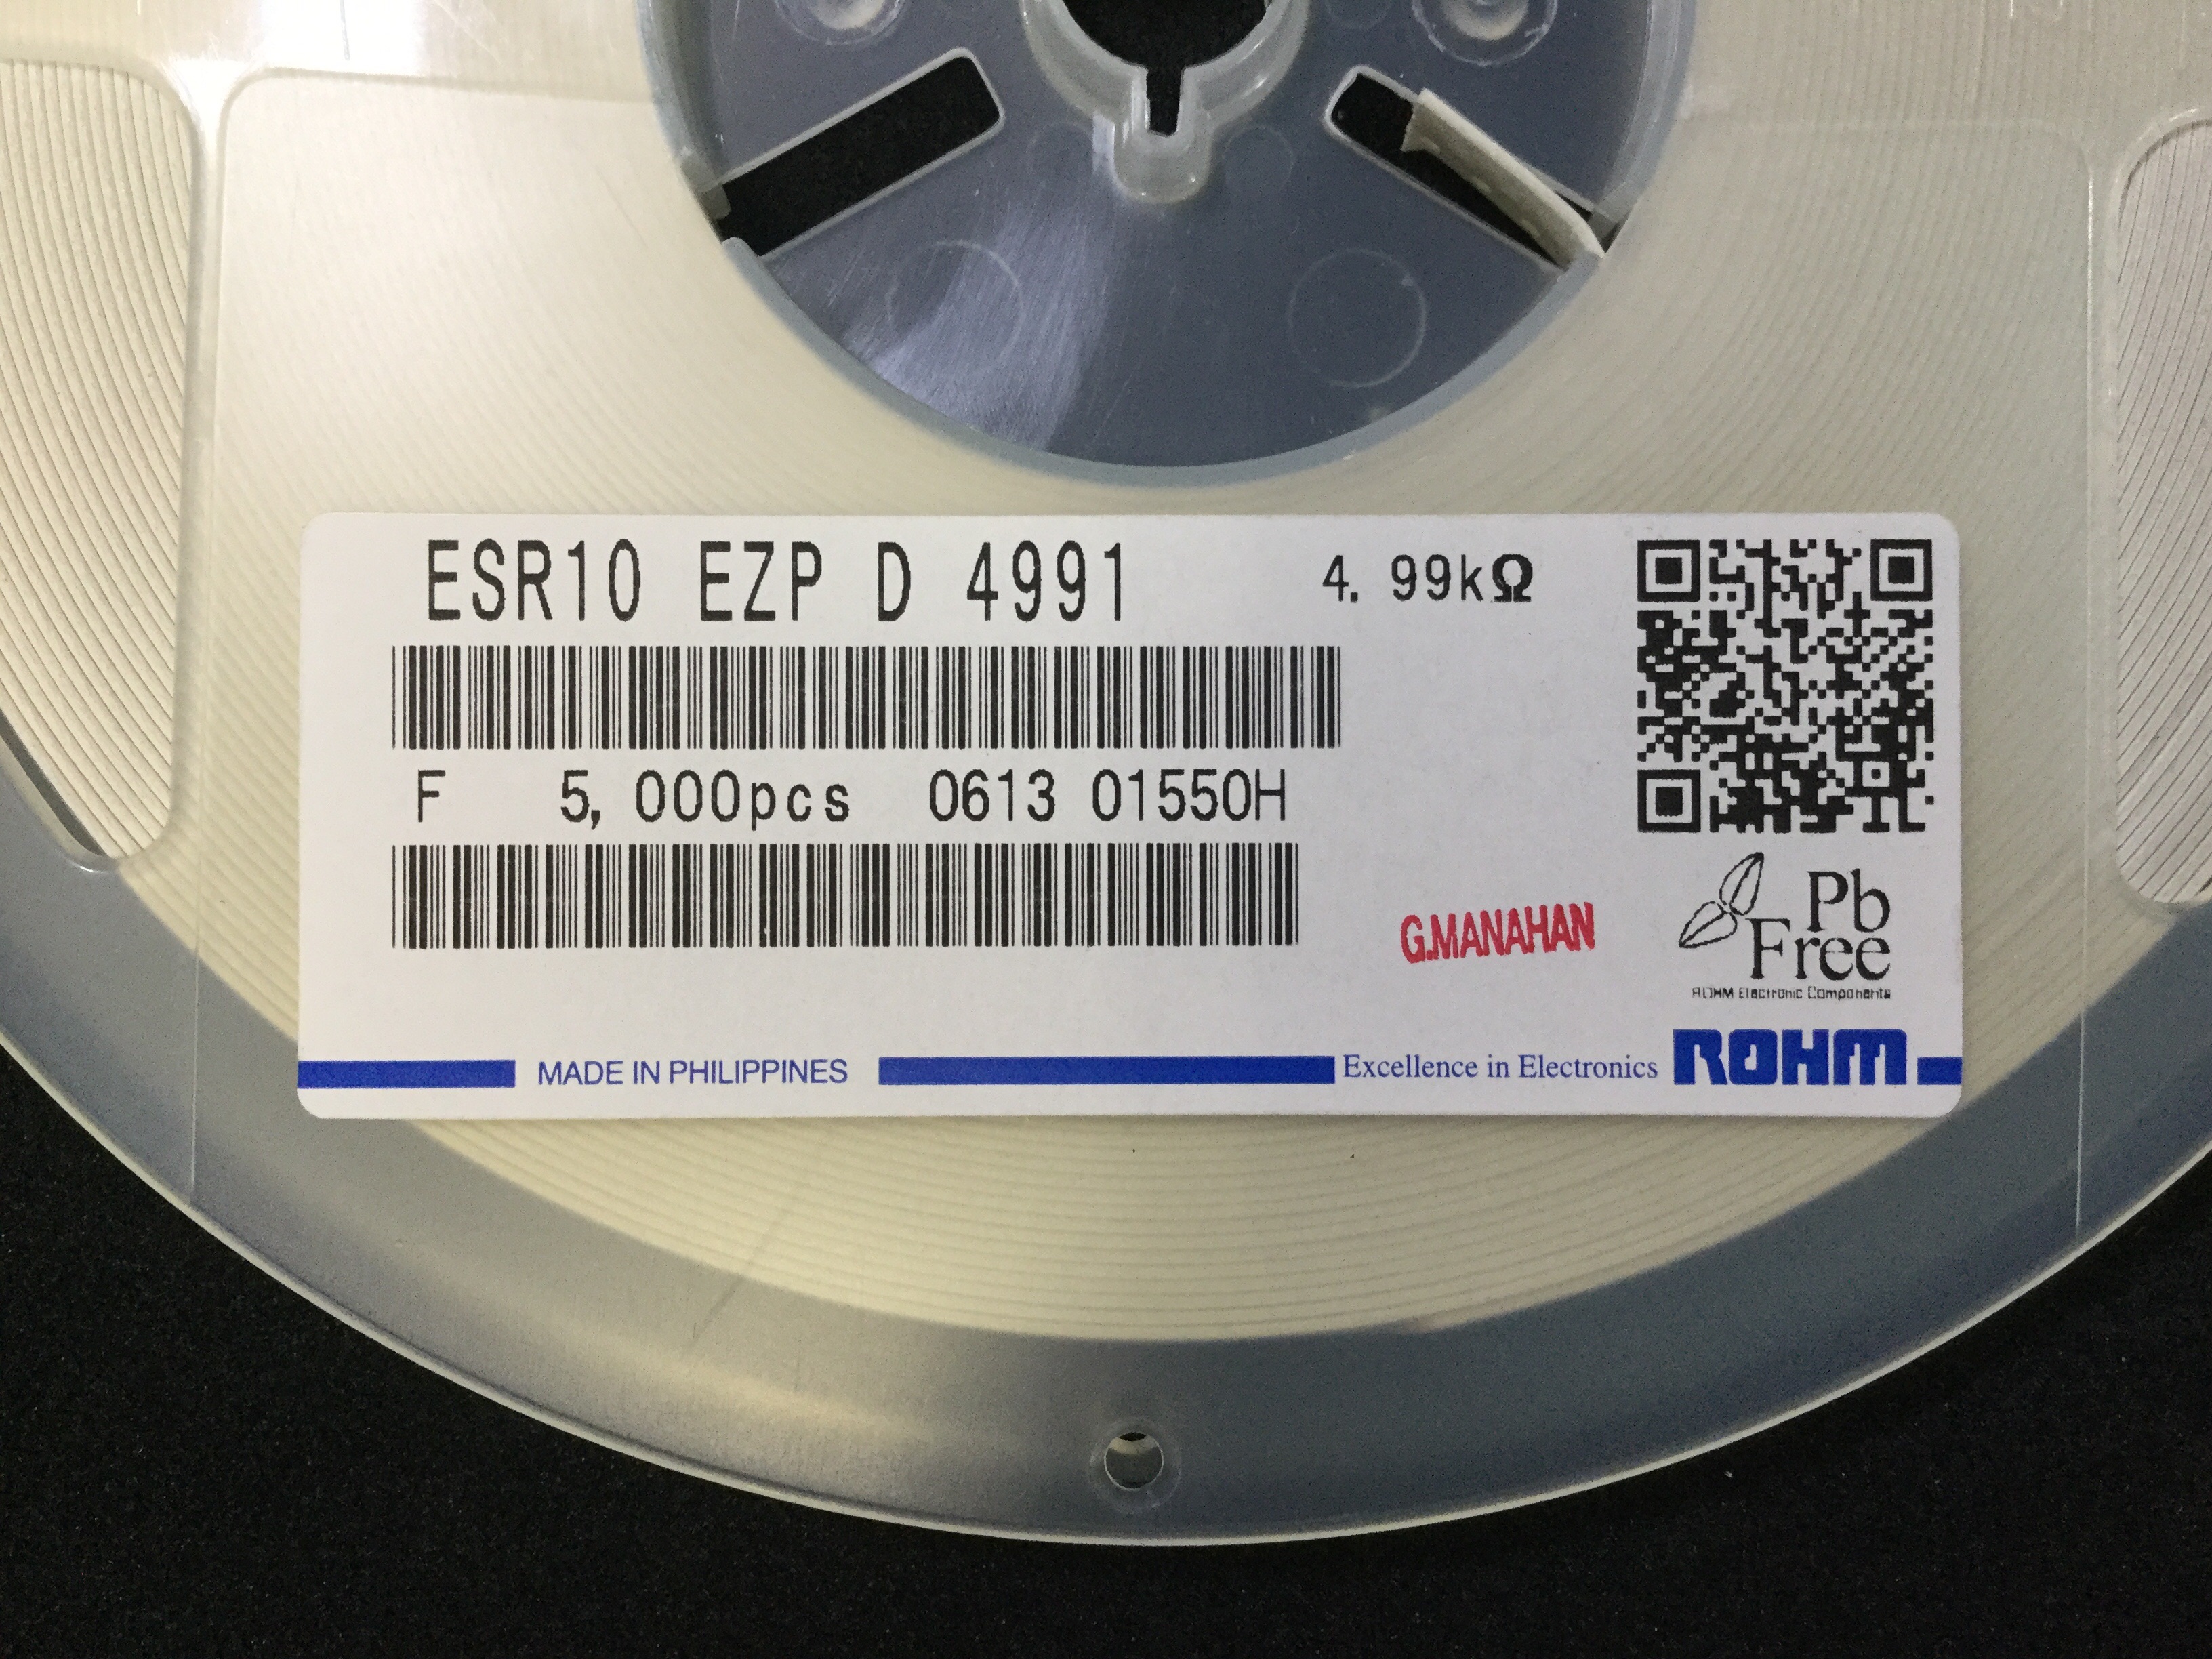 ESR10 EZP D 4991 4.99kΩ
F 5,000pcs 0613 01550H
G.MANAHAN
Pb
Free
ROHM Electronic Components
MADE IN PHILIPPINES Excellence in Electronics ROHM